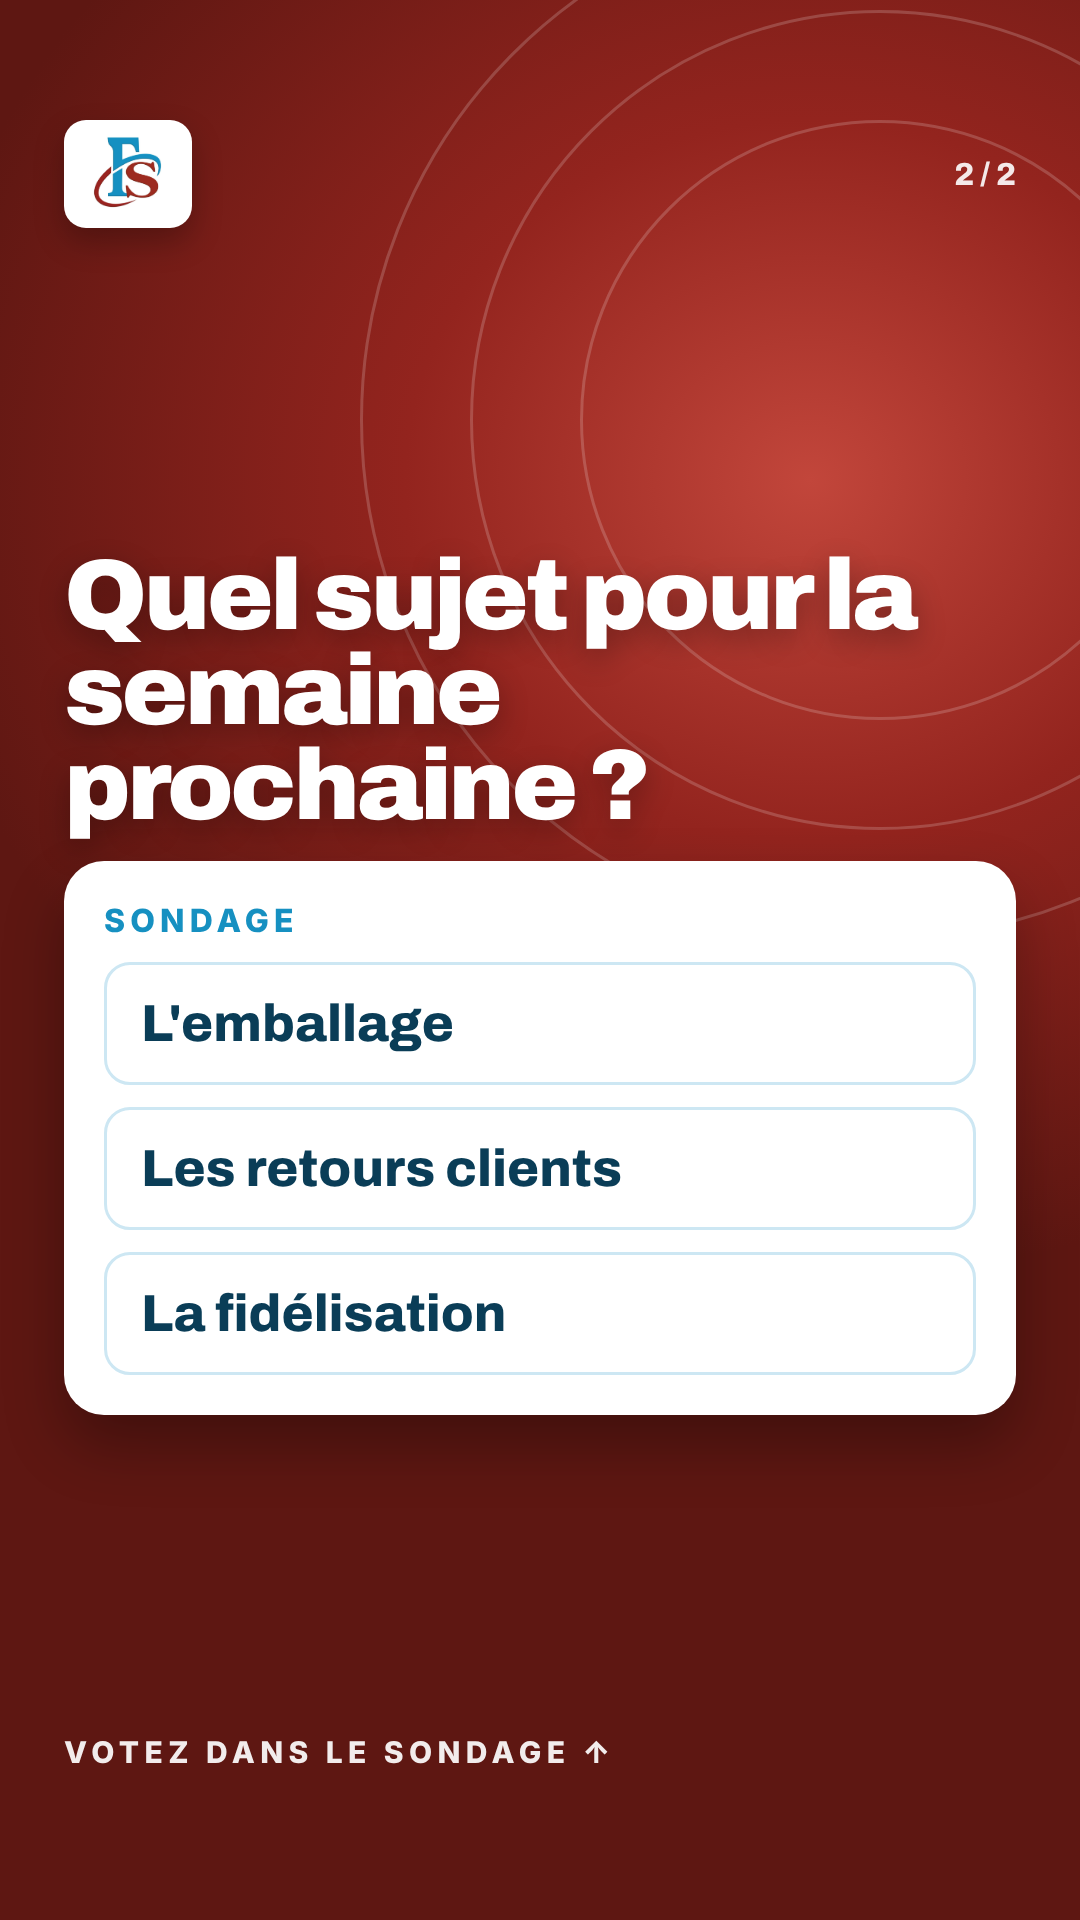 FS
2/2
Quel sujet pour la
semaine
prochaine ?
SONDAGE
L'emballage
Les retours clients
La fidélisation
VOTEZ DANS LE SONDAGE ↑